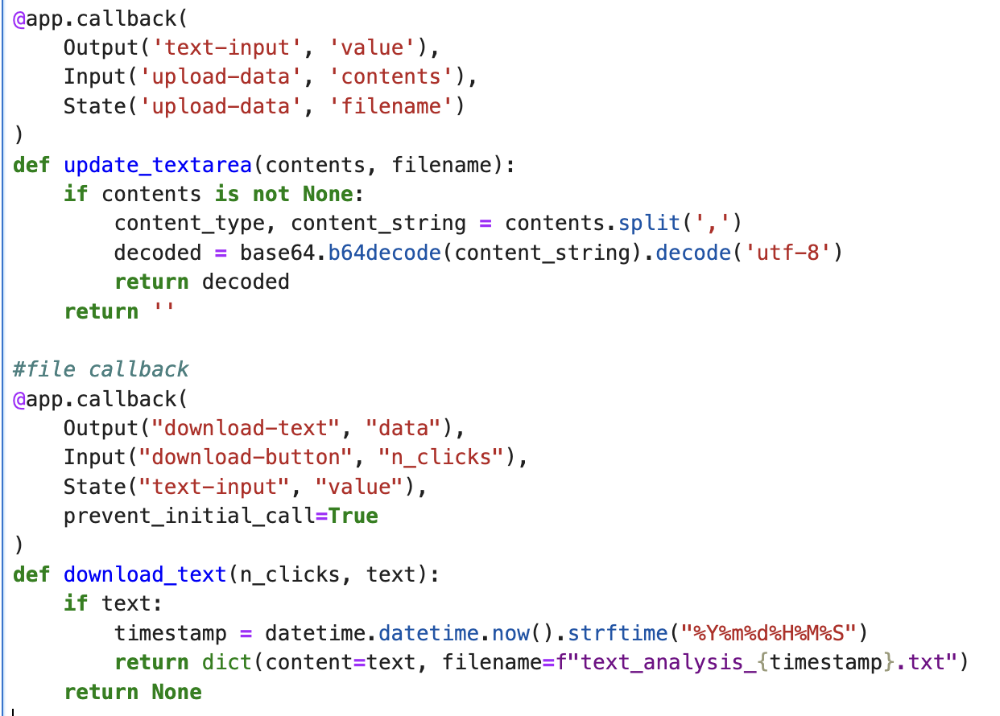 @app.callback(
    Output('text-input', 'value'),
    Input('upload-data', 'contents'),
    State('upload-data', 'filename')
)
def update_textarea(contents, filename):
    if contents is not None:
        content_type, content_string = contents.split(',')
        decoded = base64.b64decode(content_string).decode('utf-8')
        return decoded
    return ''

#file callback
@app.callback(
    Output("download-text", "data"),
    Input("download-button", "n_clicks"),
    State("text-input", "value"),
    prevent_initial_call=True
)
def download_text(n_clicks, text):
    if text:
        timestamp = datetime.datetime.now().strftime("%Y%m%d%H%M%S")
        return dict(content=text, filename=f"text_analysis_{timestamp}.txt")
    return None